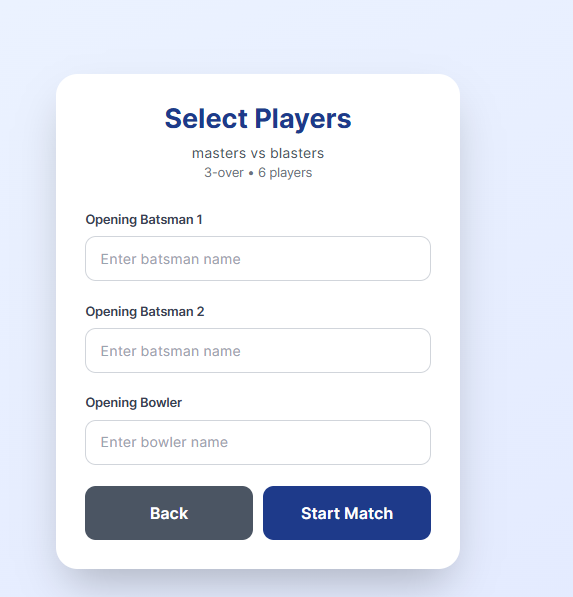 Select Players
masters vs blasters
3-over • 6 players
Opening Batsman 1
Enter batsman name
Opening Batsman 2
Enter batsman name
Opening Bowler
Enter bowler name
Back
Start Match